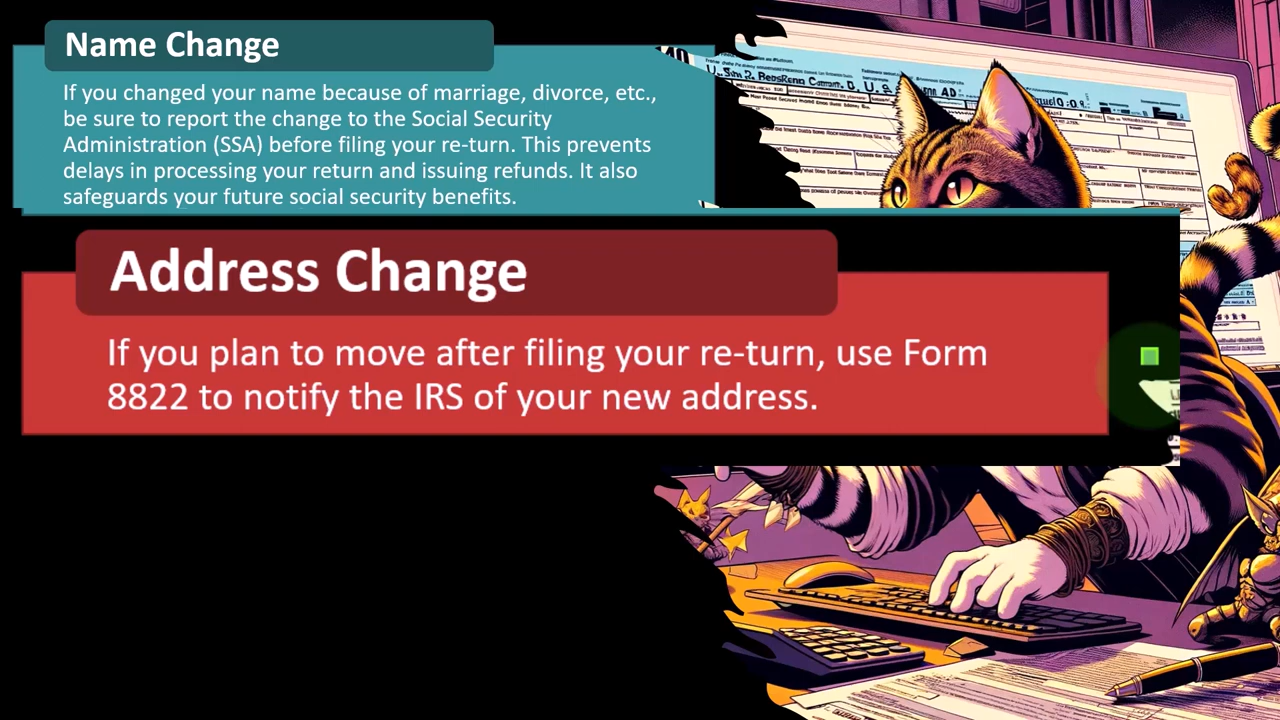 Name Change
If you changed your name because of marriage, divorce, etc.,
be sure to report the change to the Social Security
Administration (SSA) before filing your re-turn. This prevents
delays in processing your return and issuing refunds. It also
safeguards your future social security benefits.
Address Change
If you plan to move after filing your re-turn, use Form
8822 to notify the IRS of your new address.